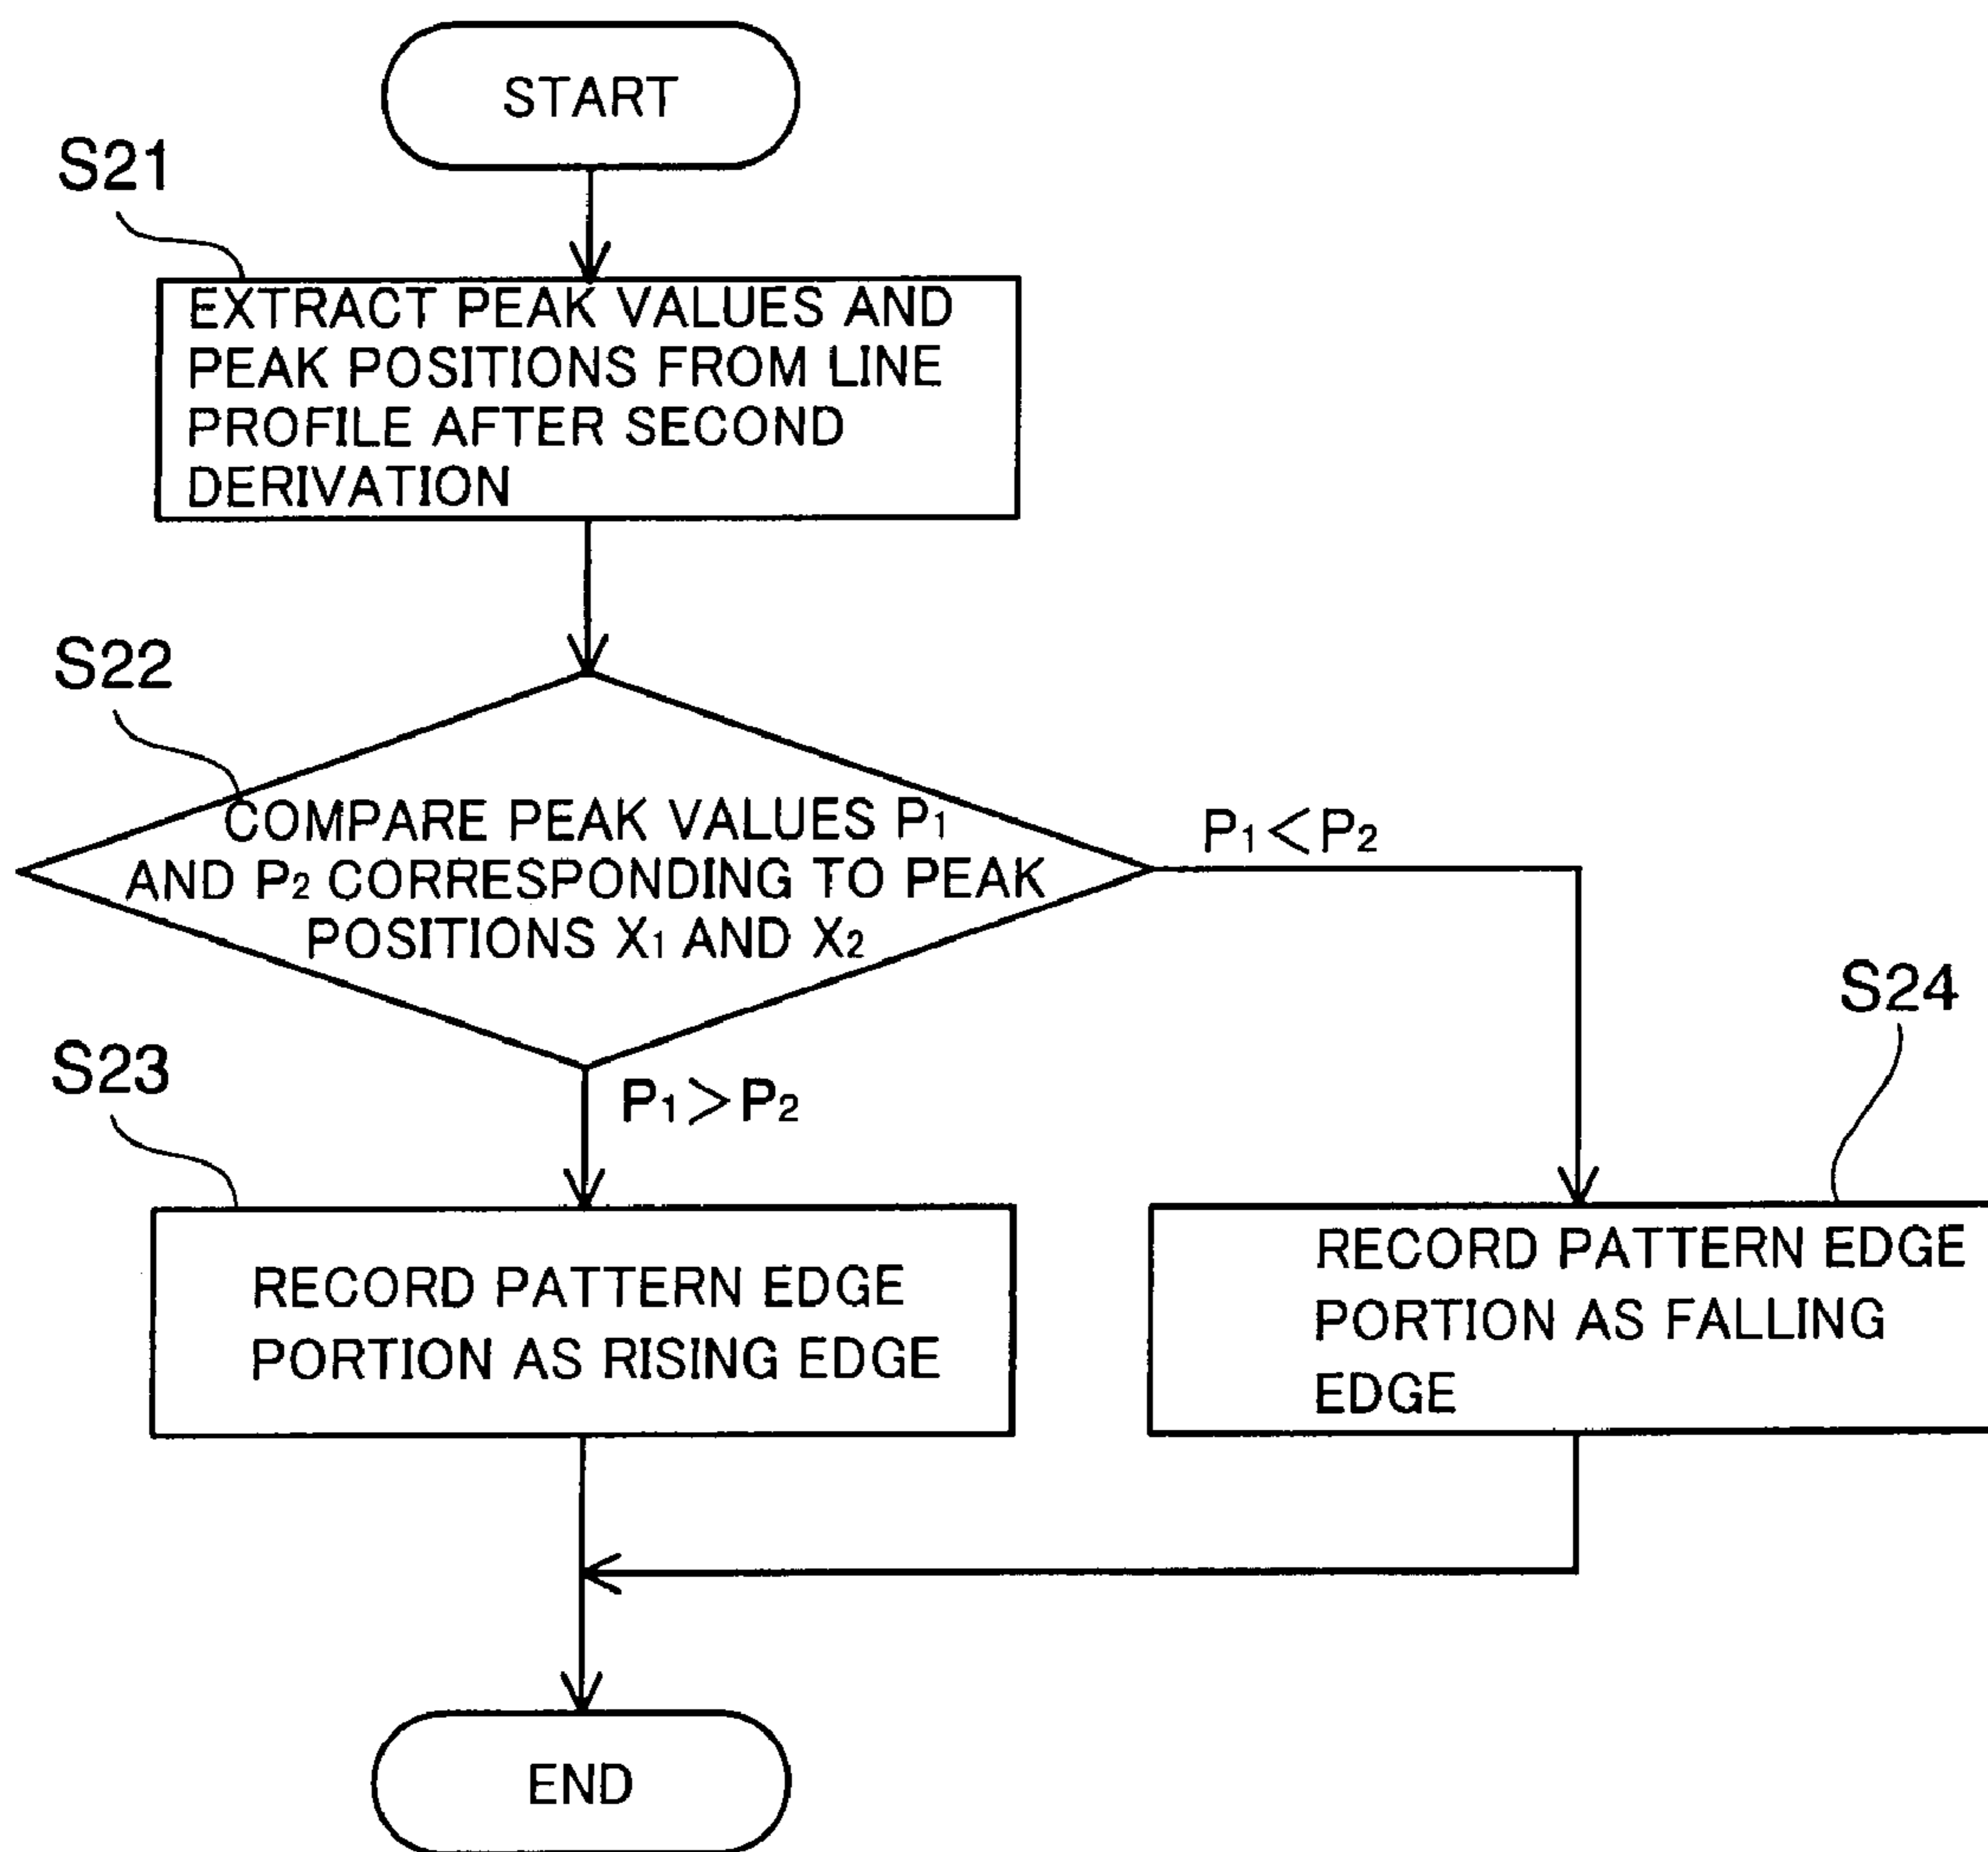 START
S21
EXTRACT PEAK VALUES AND
PEAK POSITIONS FROM LINE
PROFILE AFTER SECOND
DERIVATION
S22
COMPARE PEAK VALUES P₁
AND P₂ CORRESPONDING TO PEAK
POSITIONS X₁ AND X₂
P₁<P₂
P₁>P₂
S23
RECORD PATTERN EDGE
PORTION AS RISING EDGE
S24
RECORD PATTERN EDGE
PORTION AS FALLING
EDGE
END